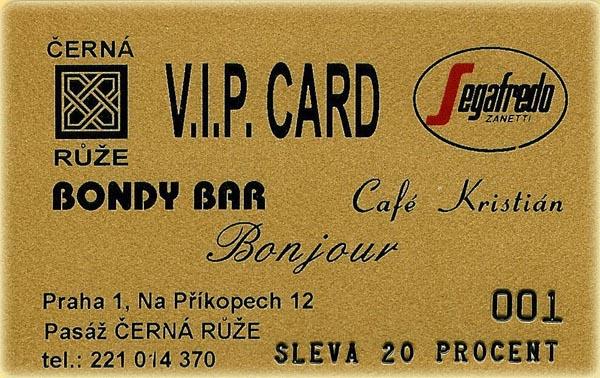 ČERNÁ
RŮŽE
V.I.P. CARD
Segafredo
ZANETTI
BONDY BAR
Café Kristián
Bonjour
Praha 1, Na Příkopech 12
Pasáž ČERNÁ RŮŽE
tel.: 221 014 370
001
SLEVA 20 PROCENT